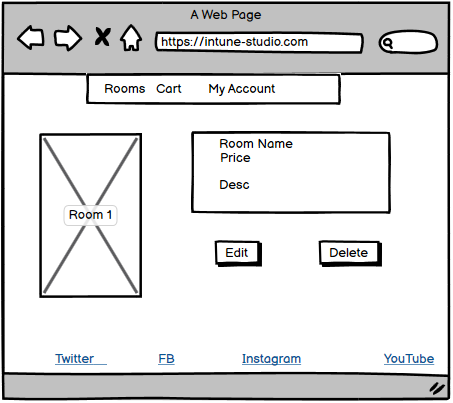 A Web Page
https://intune-studio.com
Rooms Cart My Account
Room 1
Room Name
Price
Desc
Edit Delete
Twitter FB Instagram YouTube